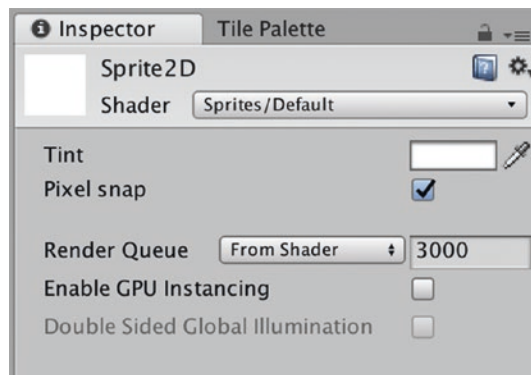 Inspector Tile Palette
Sprite2D
Shader Sprites/Default
Tint
Pixel snap
Render Queue From Shader 3000
Enable GPU Instancing
Double Sided Global Illumination